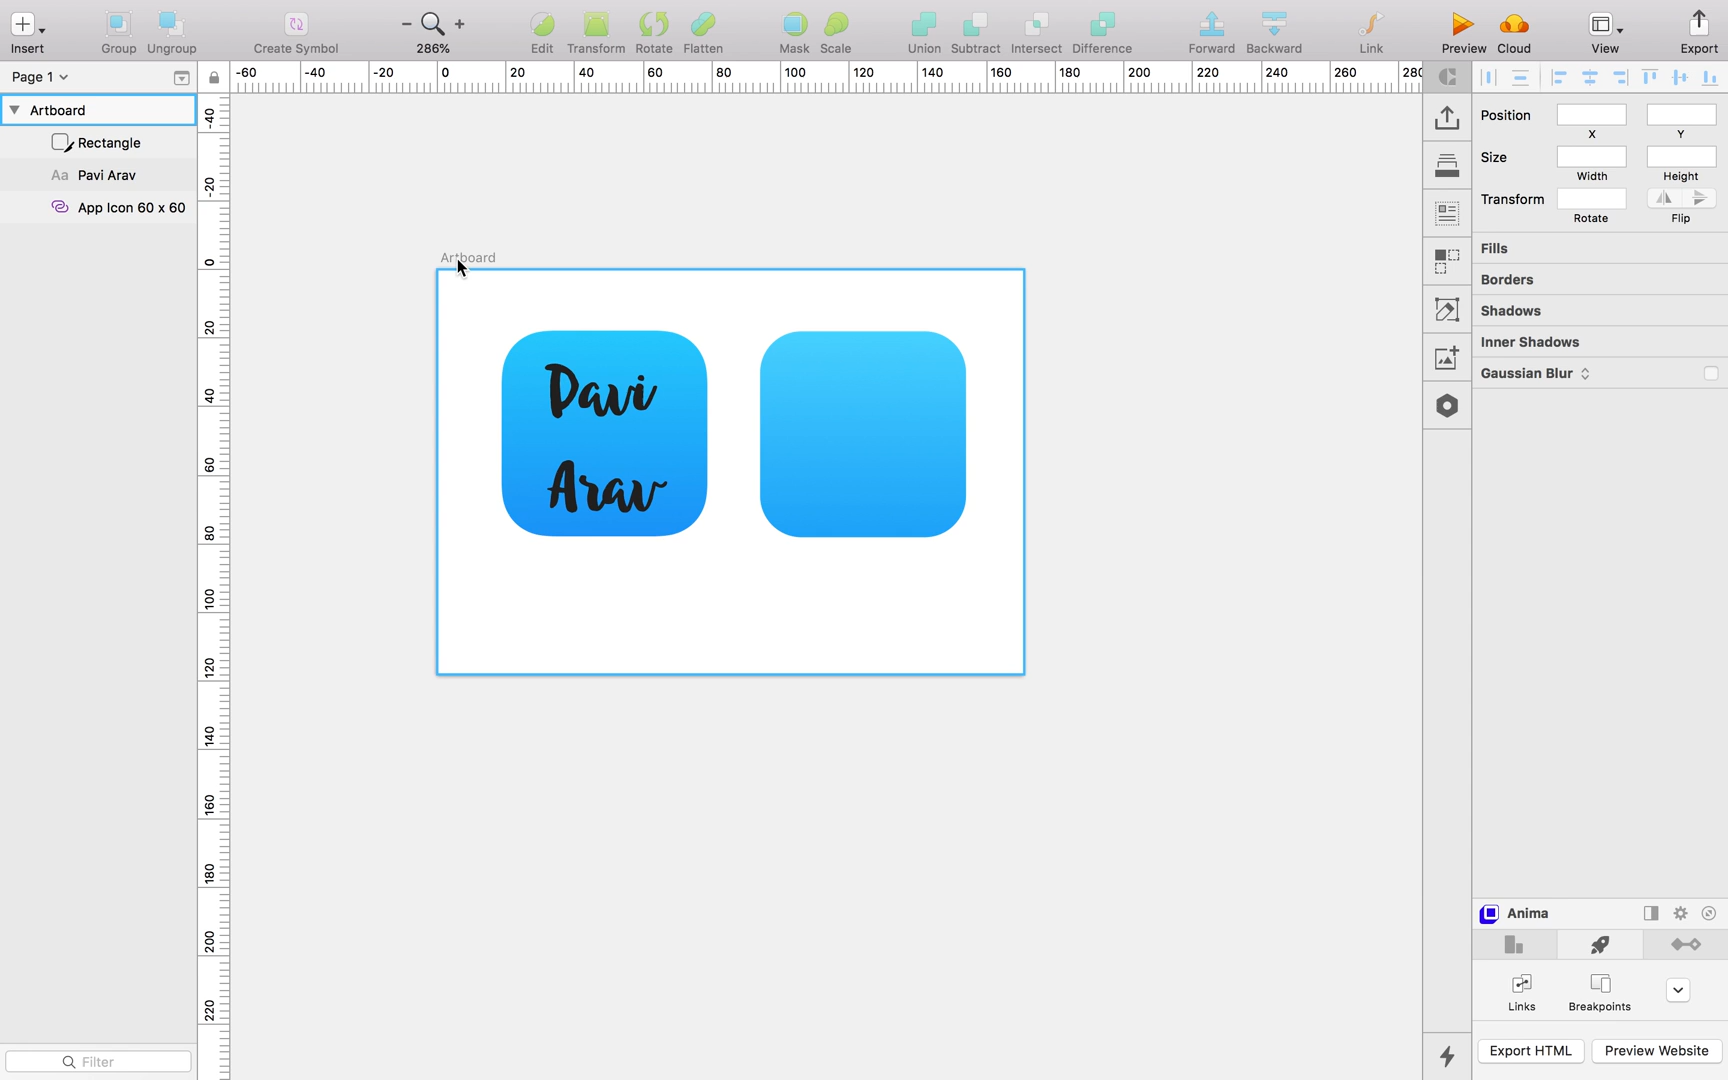 Insert Group Ungroup Create Symbol 286% Edit Transform Rotate Flatten Mask Scale Union Subtract Intersect Difference Forward Backward Link Preview Cloud View Export
Page 1
-60 -40 -20 0 20 40 60 80 100 120 140 160 180 200 220 240 260 280
Artboard
Rectangle
Aa Pavi Arav
App Icon 60 x 60
Filter
-40
-20
0
20
40
60
80
100
120
140
160
180
200
220
Artboard
Pavi
Arav
Position
X Y
Size
Width Height
Transform
Rotate Flip
Fills
Borders
Shadows
Inner Shadows
Gaussian Blur
Anima
Links Breakpoints
Export HTML Preview Website